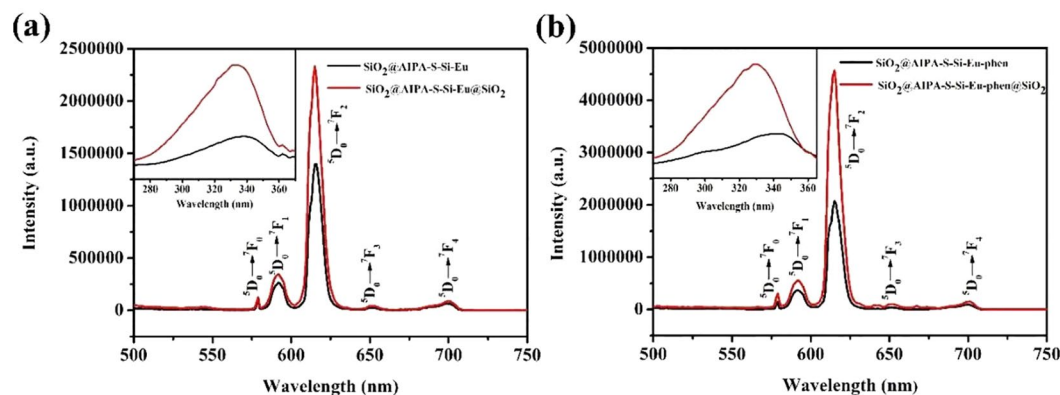 (a)
2500000
2000000
1500000
1000000
500000
0
Intensity (a.u.)
280 300 320 340 360
Wavelength (nm)
SiO₂@AIPA-S-Si-Eu
SiO₂@AIPA-S-Si-Eu@SiO₂
⁵D₀→⁷F₀
⁵D₀→⁷F₁
⁵D₀→⁷F₂
⁵D₀→⁷F₃
⁵D₀→⁷F₄
500 550 600 650 700 750
Wavelength (nm)
(b)
5000000
4000000
3000000
2000000
1000000
0
Intensity (a.u.)
280 300 320 340 360
Wavelength (nm)
SiO₂@AIPA-S-Si-Eu-phen
SiO₂@AIPA-S-Si-Eu-phen@SiO₂
⁵D₀→⁷F₀
⁵D₀→⁷F₁
⁵D₀→⁷F₂
⁵D₀→⁷F₃
⁵D₀→⁷F₄
500 550 600 650 700 750
Wavelength (nm)